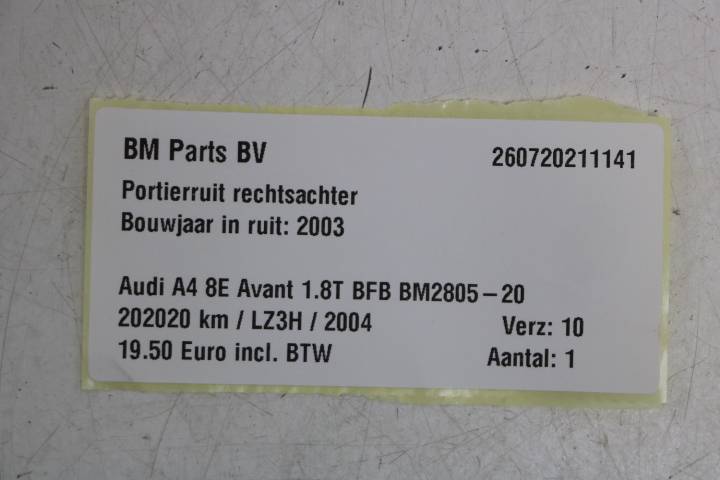 BM Parts BV 260720211141
Portierruit rechtsachter
Bouwjaar in ruit: 2003
Audi A4 8E Avant 1.8T BFB BM2805-20
202020 km / LZ3H / 2004 Verz: 10
19.50 Euro incl. BTW Aantal: 1